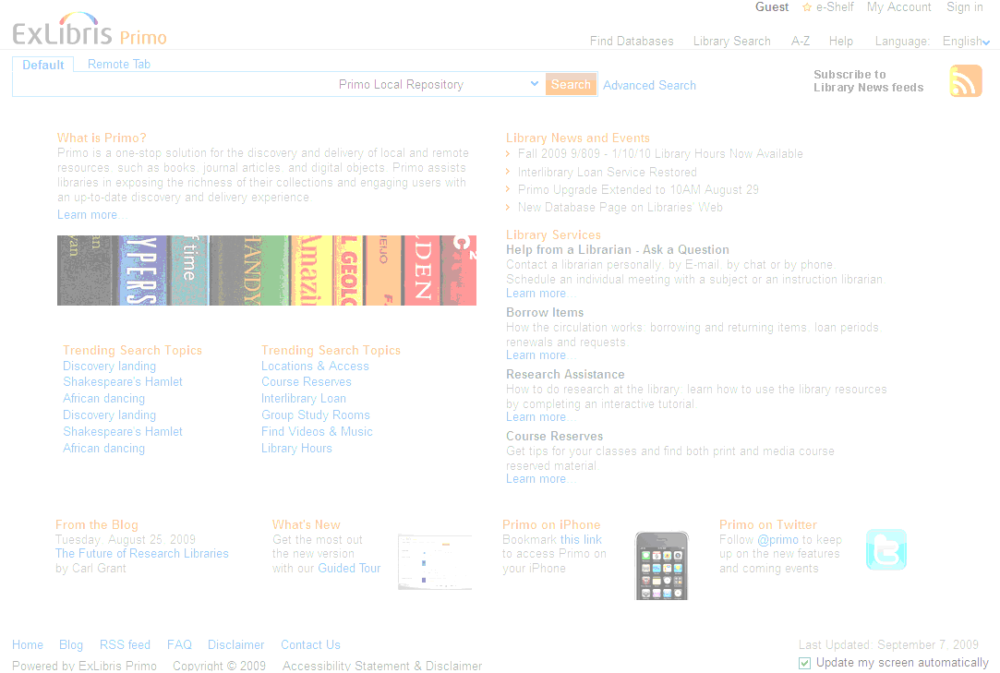 Guest e-Shelf My Account Sign in
ExLibris Primo
Find Databases Library Search A-Z Help Language: English
Default Remote Tab
Primo Local Repository Search Advanced Search
Subscribe to
Library News feeds
What is Primo?
Primo is a one-stop solution for the discovery and delivery of local and remote
resources, such as books, journal articles, and digital objects. Primo assists
libraries in exposing the richness of their collections and engaging users with
an up-to-date discovery and delivery experience.
Learn more...
YPERS
of time
HANDY
Amazi
L GEOL
DEN
Trending Search Topics
Discovery landing
Shakespeare's Hamlet
African dancing
Discovery landing
Shakespeare's Hamlet
African dancing
Trending Search Topics
Locations & Access
Course Reserves
Interlibrary Loan
Group Study Rooms
Find Videos & Music
Library Hours
Library News and Events
Fall 2009 9/809 - 1/10/10 Library Hours Now Available
Interlibrary Loan Service Restored
Primo Upgrade Extended to 10AM August 29
New Database Page on Libraries' Web
Library Services
Help from a Librarian - Ask a Question
Contact a librarian personally, by E-mail, by chat or by phone.
Schedule an individual meeting with a subject or an instruction librarian.
Learn more...
Borrow Items
How the circulation works, borrowing and returning items, loan periods,
renewals and requests
Learn more...
Research Assistance
How to do research at the library, learn how to use the library resources
by completing an interactive tutorial.
Learn more...
Course Reserves
Get tips for your classes and find both print and media course
reserved material.
Learn more...
From the Blog
Tuesday, August 25, 2009
The Future of Research Libraries
by Carl Grant
What's New
Get the most out
the new version
with our Guided Tour
Primo on iPhone
Bookmark this link
to access Primo on
your iPhone
Primo on Twitter
Follow @primo to keep
up on the new features
and coming events
Home Blog RSS feed FAQ Disclaimer Contact Us
Last Updated: September 7, 2009
Powered by ExLibris Primo Copyright © 2009 Accessibility Statement & Disclaimer
Update my screen automatically